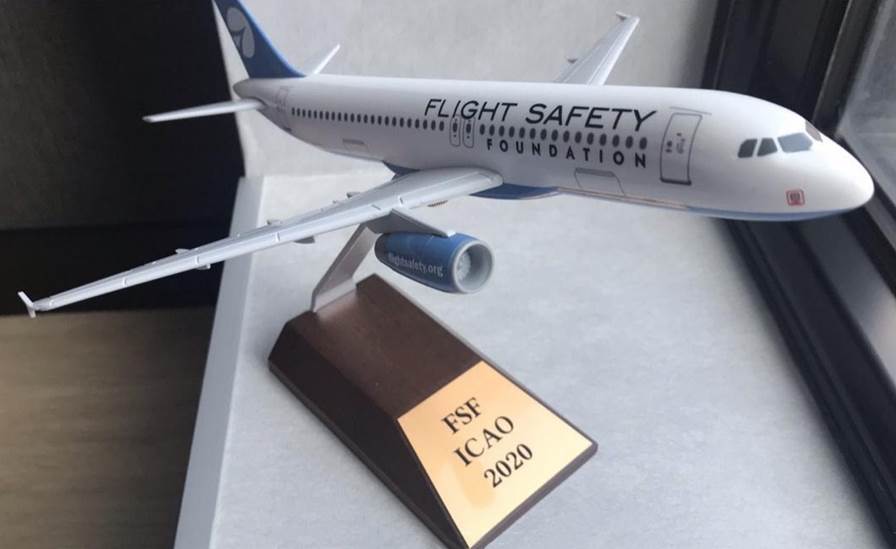 FLIGHT SAFETY
FOUNDATION
flightsafety.org
FSF
ICAO
2020